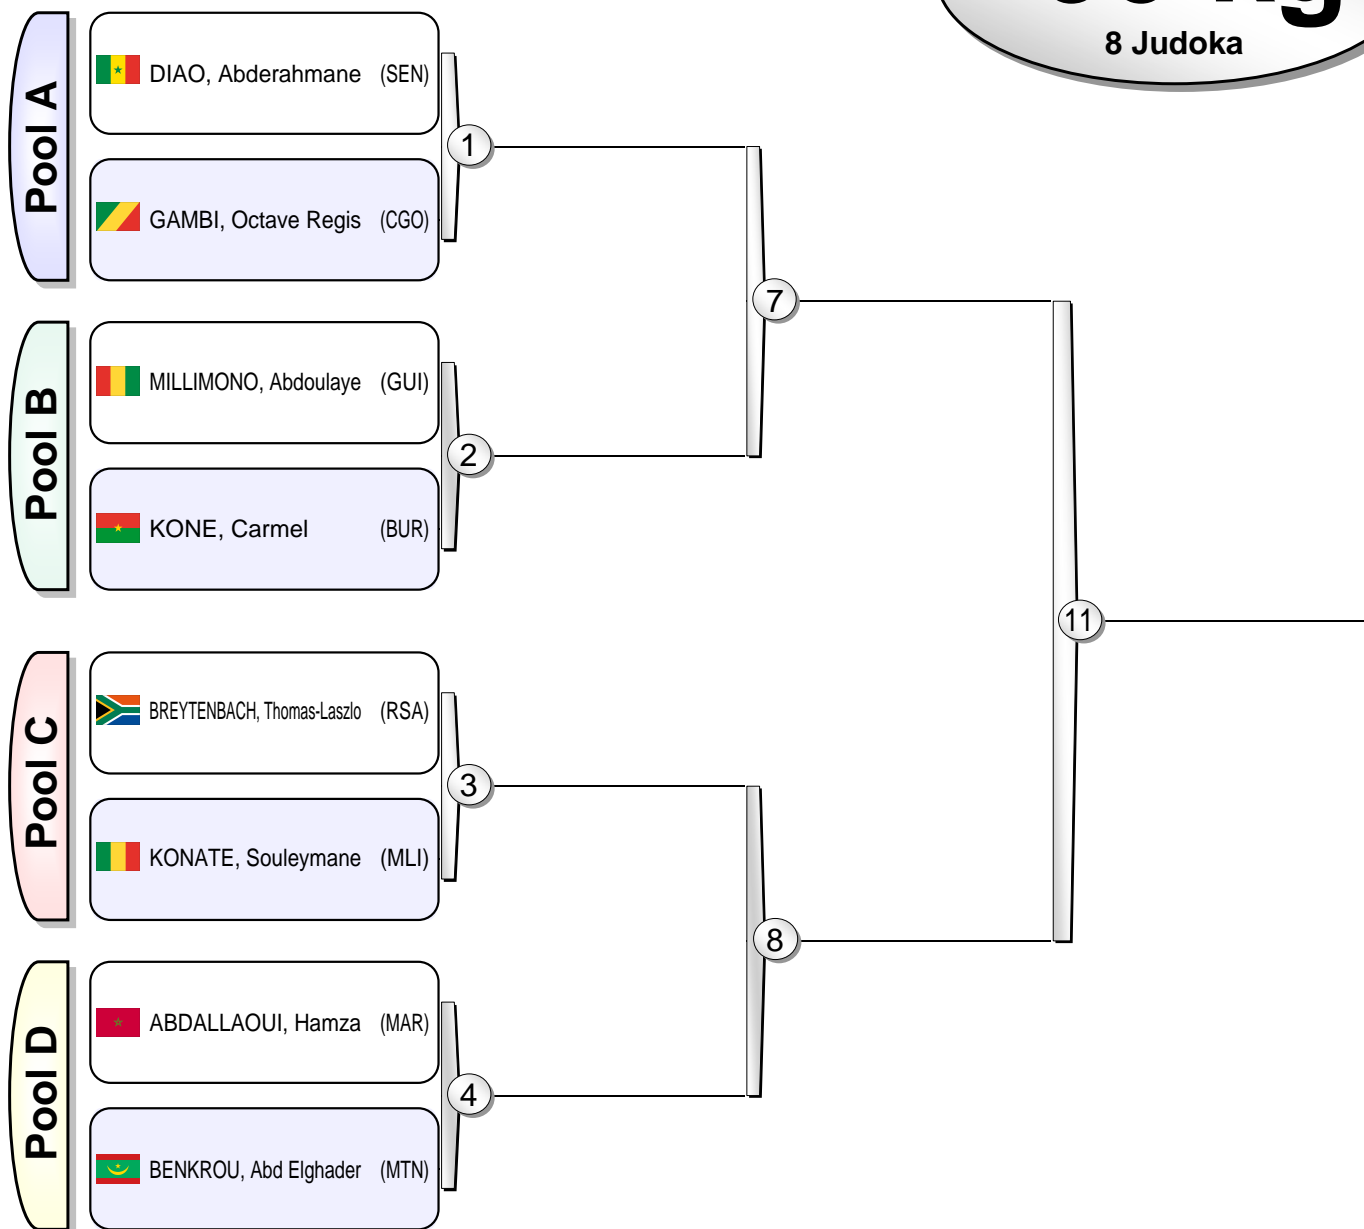 kg
8 Judoka
Pool A
DIAO, Abderahmane (SEN)
1
GAMBI, Octave Regis (CGO)
7
Pool B
MILLIMONO, Abdoulaye (GUI)
2
KONE, Carmel (BUR)
11
Pool C
BREYTENBACH, Thomas-Laszlo (RSA)
3
KONATE, Souleymane (MLI)
8
Pool D
ABDALLAOUI, Hamza (MAR)
4
BENKROU, Abd Elghader (MTN)